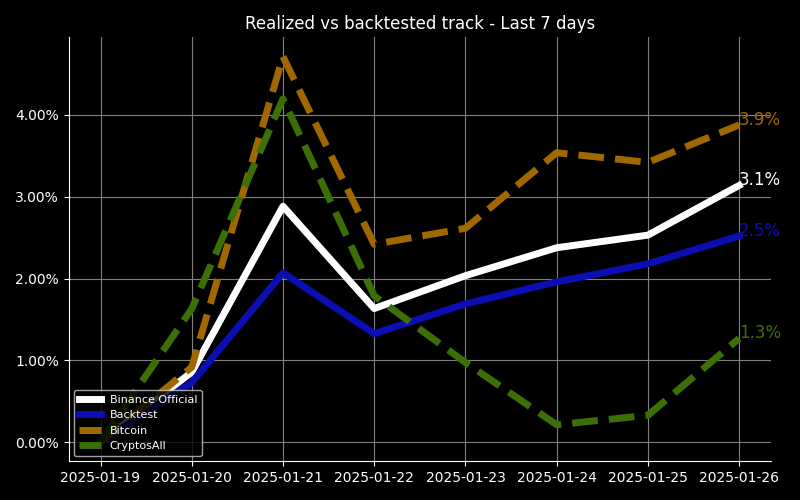 Realized vs backtested track - Last 7 days
4.00%
3.00%
2.00%
1.00%
0.00%
3.9%
3.1%
2.5%
1.3%
Binance Official
Backtest
Bitcoin
CryptosAll
2025-01-19 2025-01-20 2025-01-21 2025-01-22 2025-01-23 2025-01-24 2025-01-25 2025-01-26